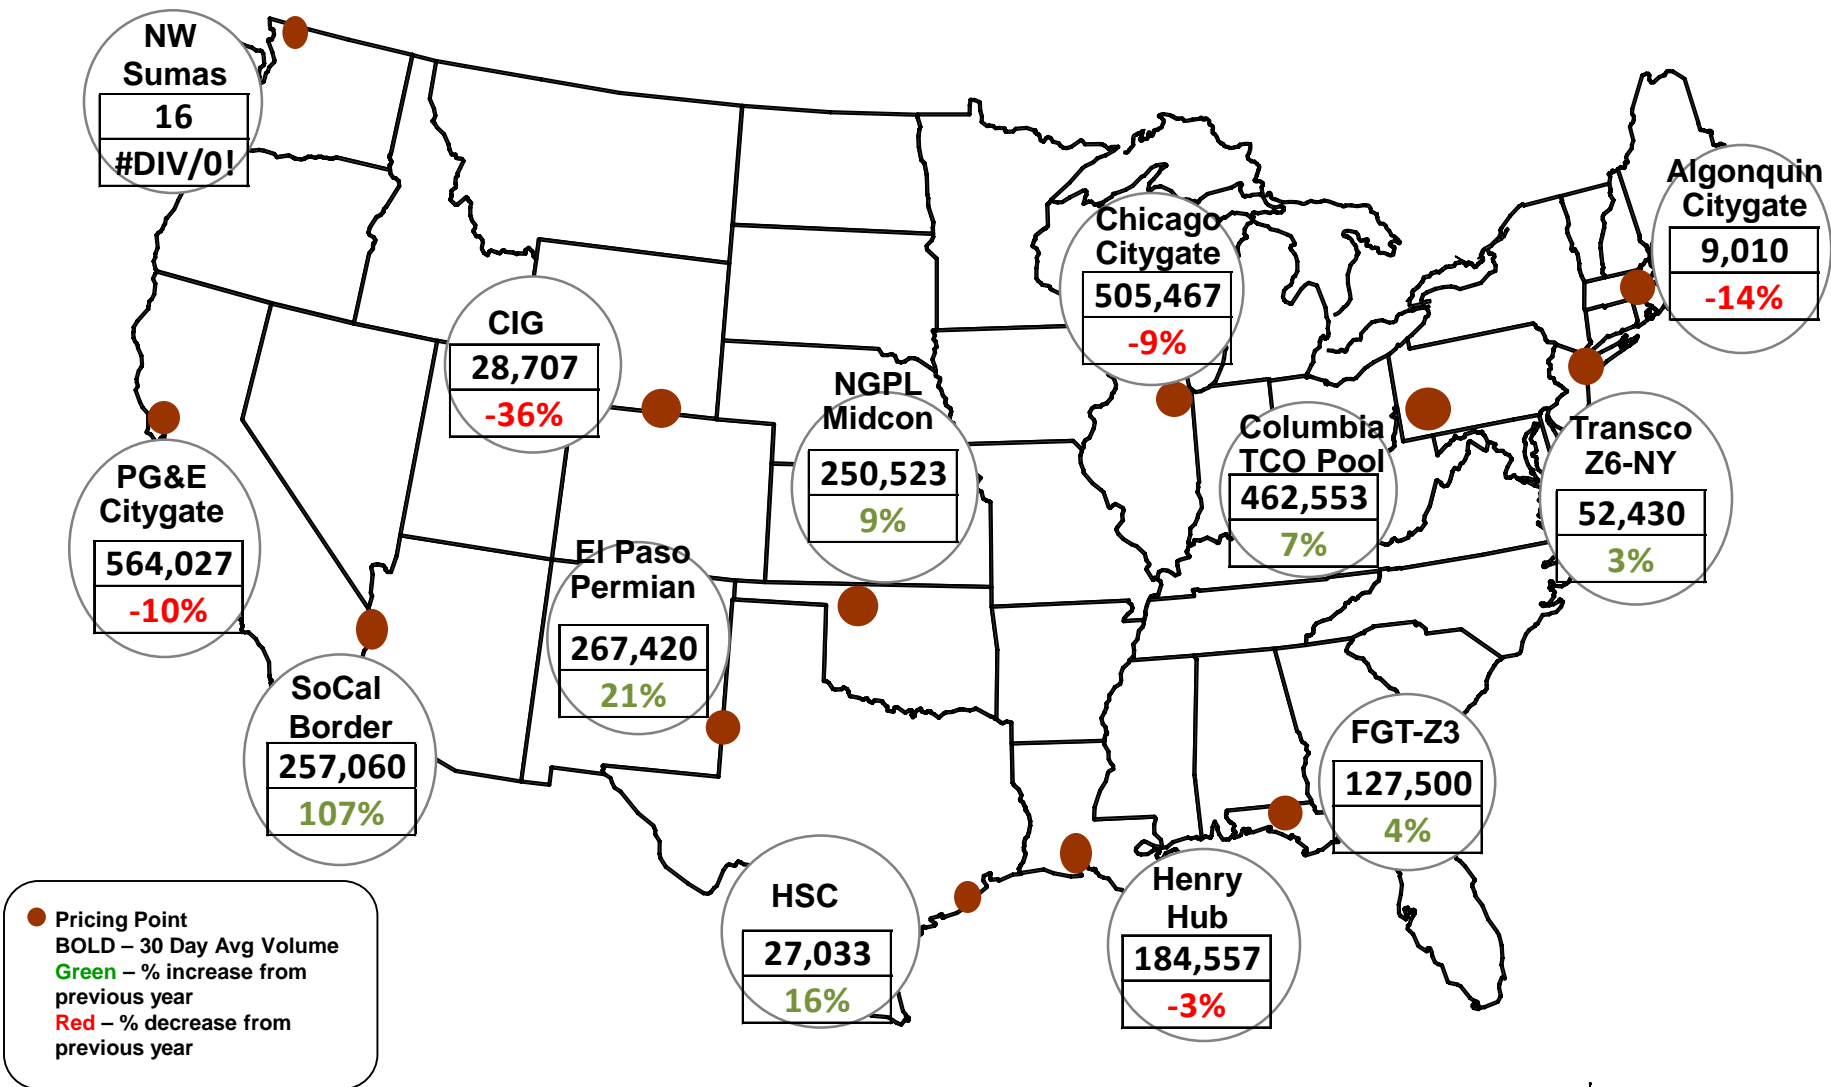 NW
Sumas
16
#DIV/0!
Algonquin
Citygate
9,010
-14%
Chicago
Citygate
505,467
-9%
CIG
28,707
-36%
NGPL
Midcon
250,523
9%
Columbia
TCO Pool
462,553
7%
Transco
Z6-NY
52,430
3%
PG&E
Citygate
564,027
-10%
El Paso
Permian
267,420
21%
SoCal
Border
257,060
107%
FGT-Z3
127,500
4%
HSC
27,033
16%
Henry
Hub
184,557
-3%
Pricing Point
BOLD – 30 Day Avg Volume
Green – % increase from
previous year
Red – % decrease from
previous year